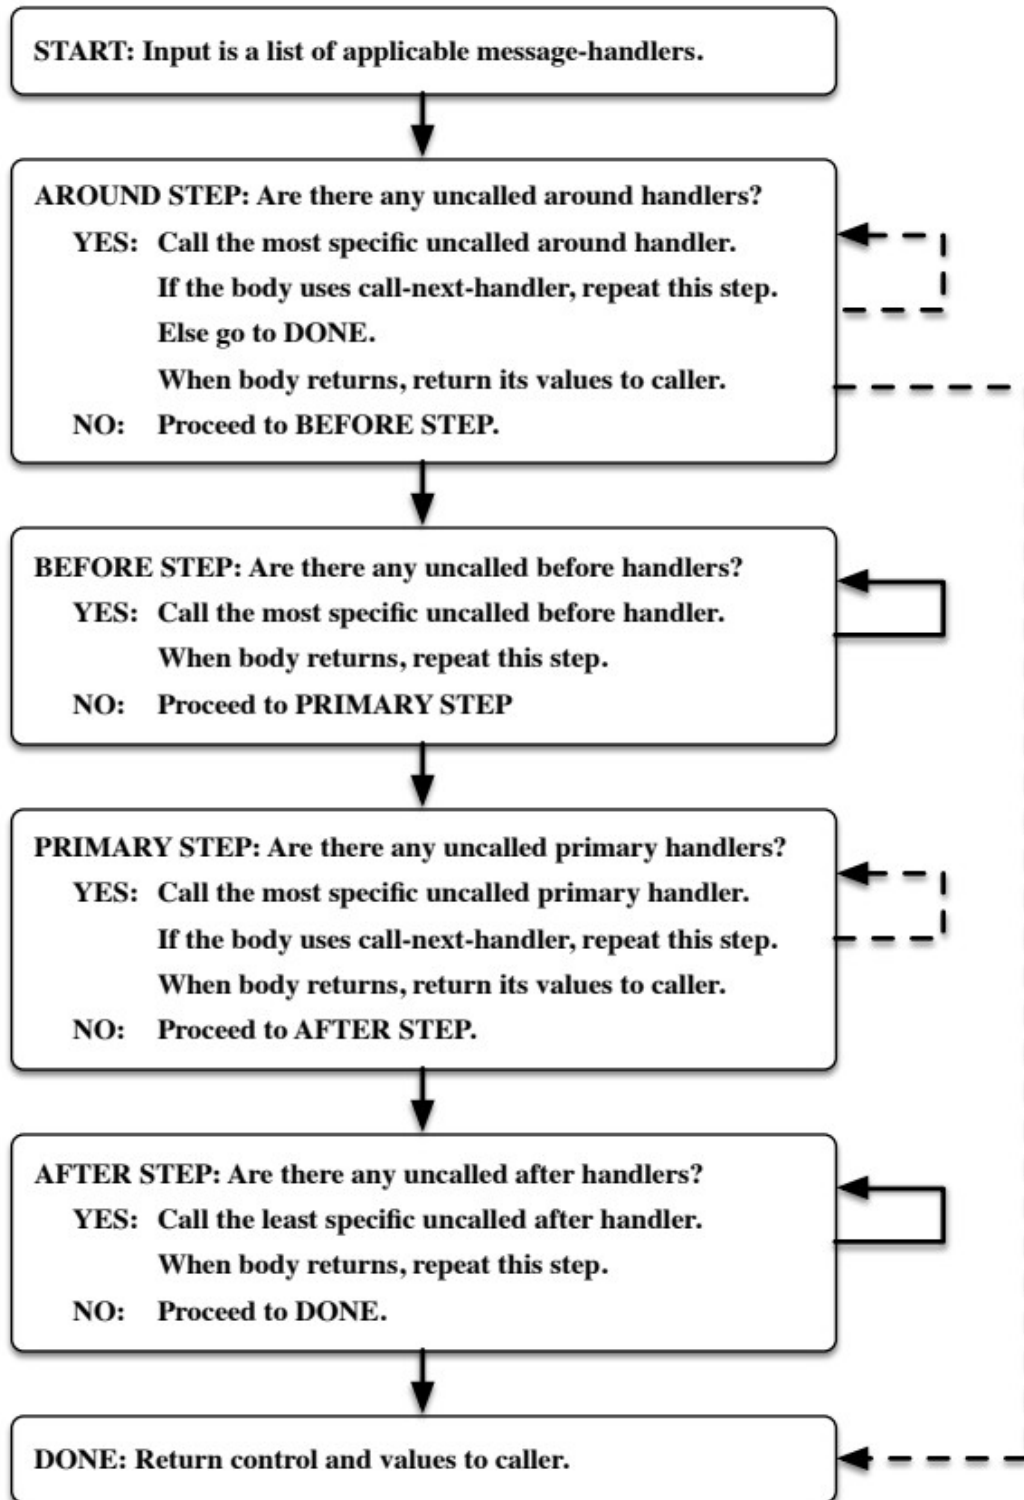 START: Input is a list of applicable message-handlers.
AROUND STEP: Are there any uncalled around handlers?
YES: Call the most specific uncalled around handler.
If the body uses call-next-handler, repeat this step.
Else go to DONE.
When body returns, return its values to caller.
NO: Proceed to BEFORE STEP.
BEFORE STEP: Are there any uncalled before handlers?
YES: Call the most specific uncalled before handler.
When body returns, repeat this step.
NO: Proceed to PRIMARY STEP
PRIMARY STEP: Are there any uncalled primary handlers?
YES: Call the most specific uncalled primary handler.
If the body uses call-next-handler, repeat this step.
When body returns, return its values to caller.
NO: Proceed to AFTER STEP.
AFTER STEP: Are there any uncalled after handlers?
YES: Call the least specific uncalled after handler.
When body returns, repeat this step.
NO: Proceed to DONE.
DONE: Return control and values to caller.